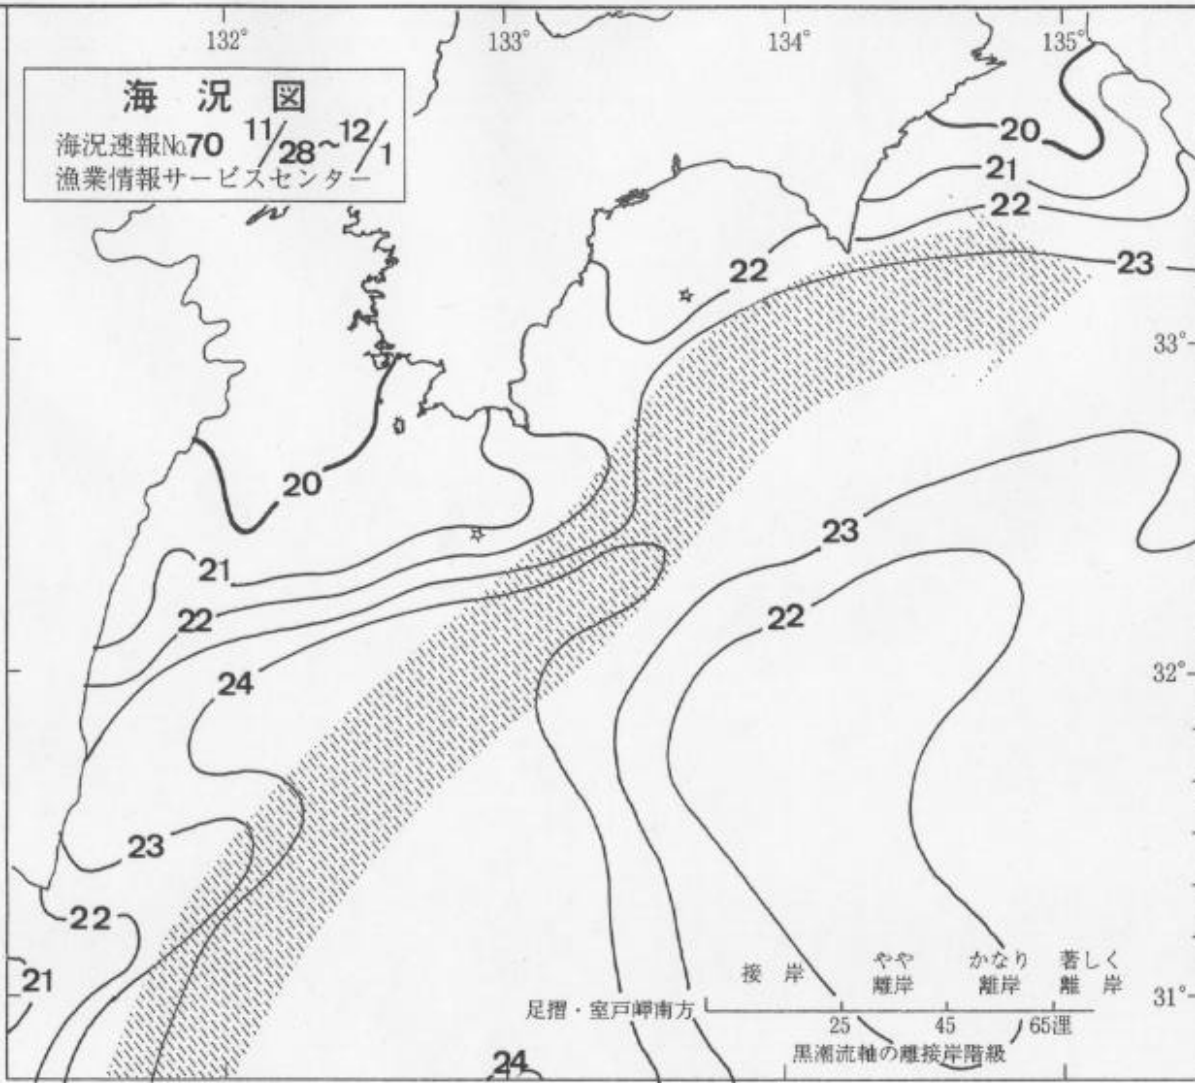 132° 133° 134° 135°
海況図
海況速報No.70 11/28~12/1
漁業情報サービスセンター
20
21
22
22
23
33°
20
23
21
22
22
24
32°
23
22
21
接岸 やや離岸 かなり離岸 著しく離岸
31°
足摺・室戸岬南方
25 45 65浬
黒潮流軸の離接岸階級
24